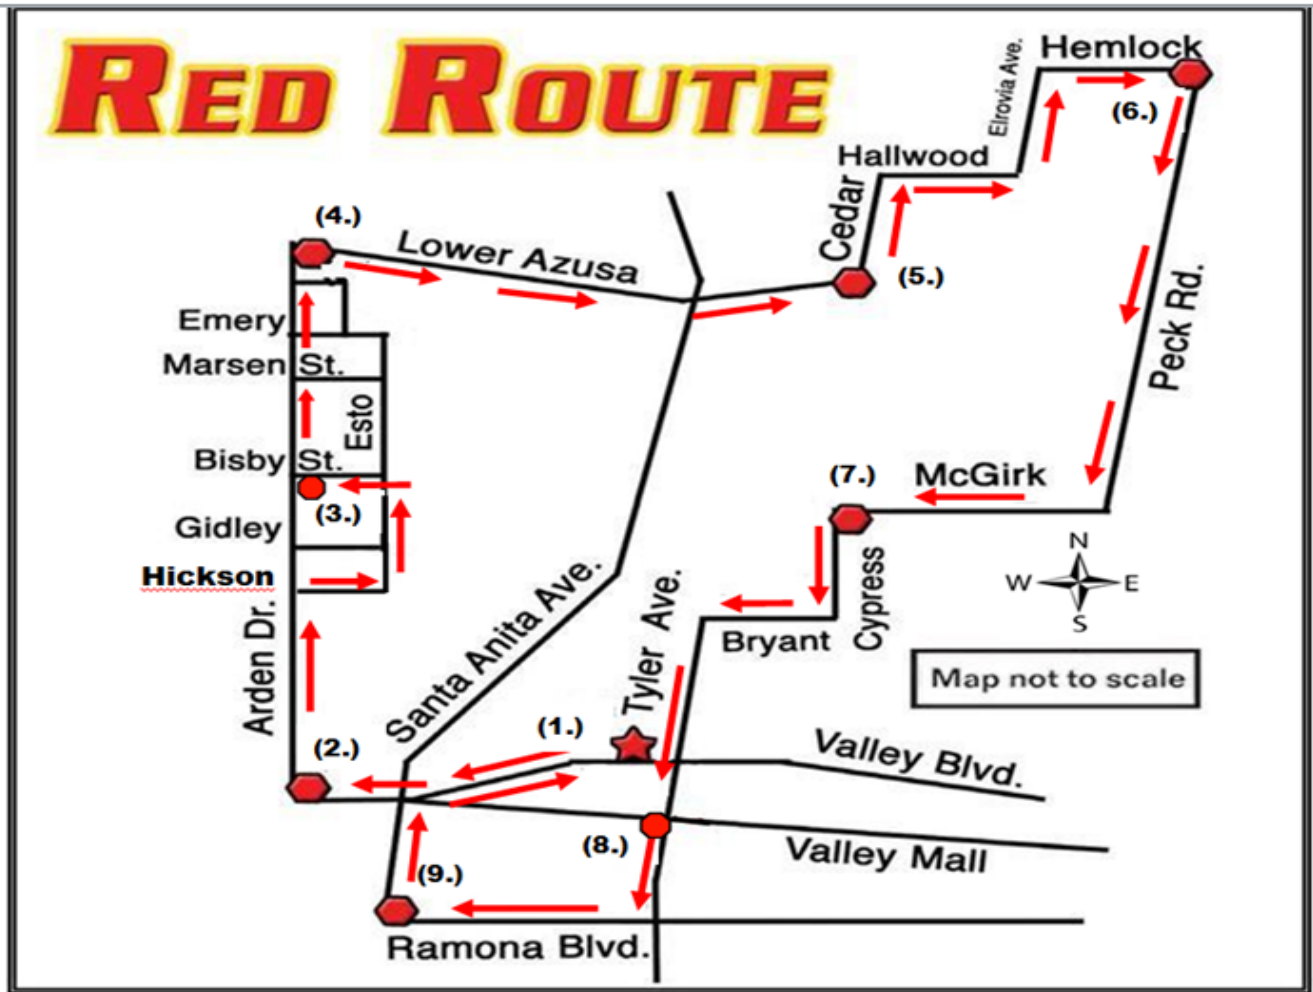 RED ROUTE
Hemlock
Elrovia Ave.
(6.)
Hallwood
Cedar
(5.)
(4.)
Lower Azusa
Peck Rd.
Emery
Marsen St.
Esto
Bisby St.
(3.)
Gidley
Hickson
Arden Dr.
(7.)
McGirk
N
W
E
S
Cypress
Bryant
Map not to scale
Santa Anita Ave.
Tyler Ave.
(1.)
(2.)
Valley Blvd.
(8.)
Valley Mall
(9.)
Ramona Blvd.